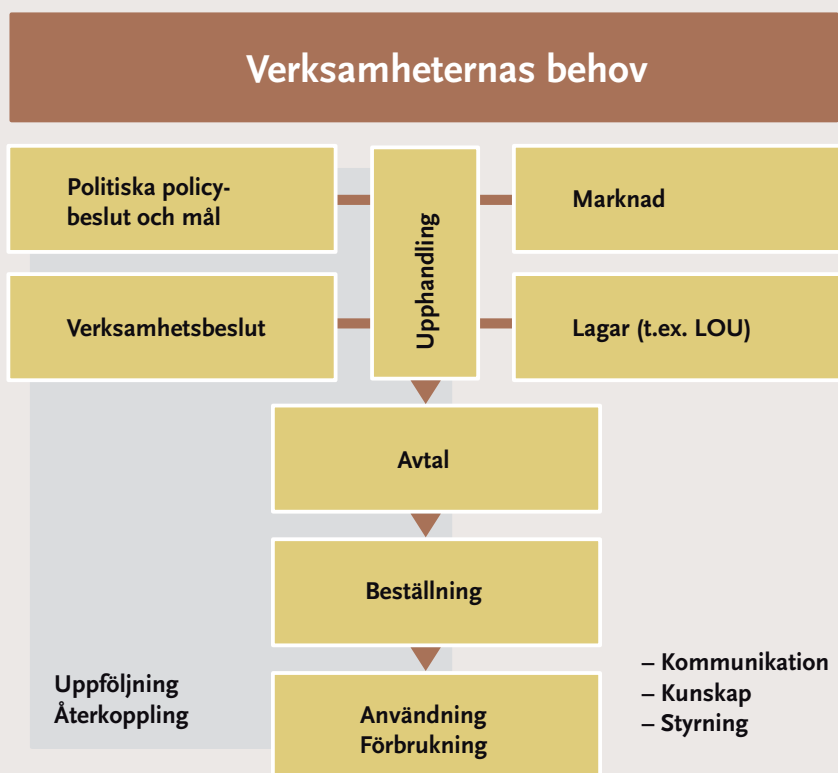 Verksamheternas behov
Politiska policy-
beslut och mål
Upphandling
Marknad
Verksamhetsbeslut
Lagar (t.ex. LOU)
Avtal
Beställning
Uppföljning
Återkoppling
Användning
Förbrukning
– Kommunikation
– Kunskap
– Styrning